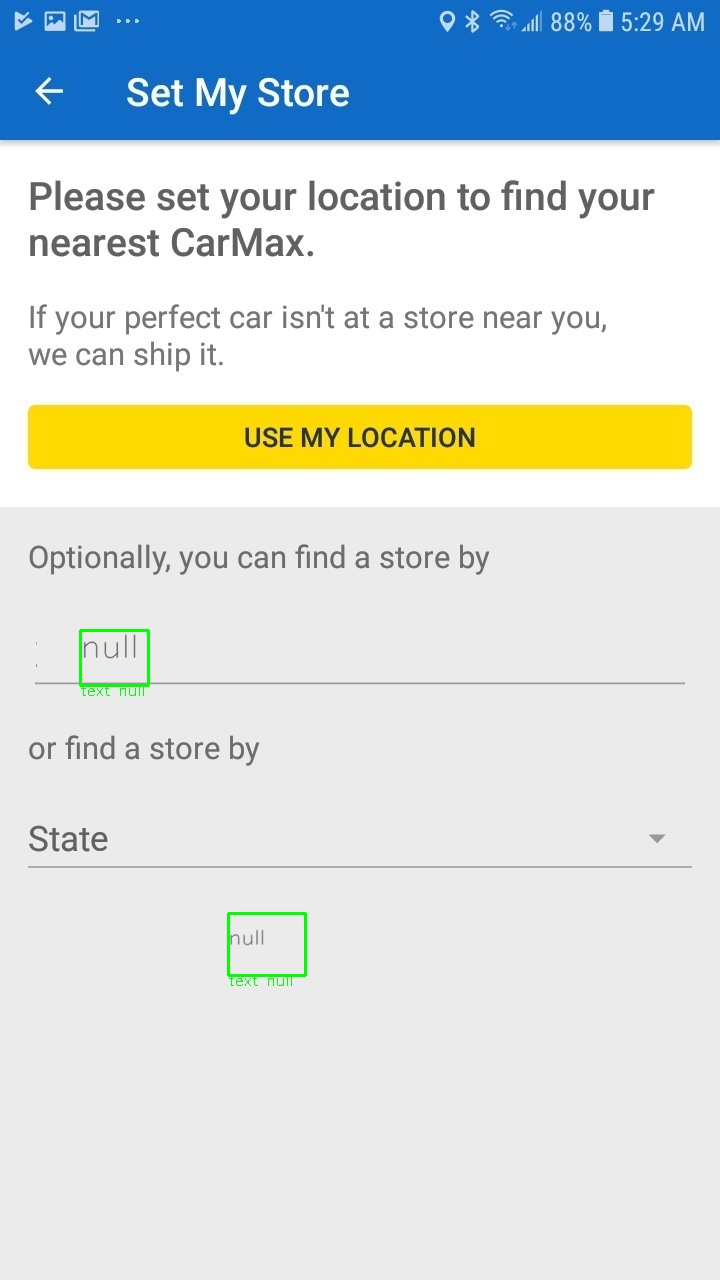 88% 5:29 AM
Set My Store
Please set your location to find your
nearest CarMax.
If your perfect car isn't at a store near you,
we can ship it.
USE MY LOCATION
Optionally, you can find a store by
null
text null
or find a store by
State
null
text null